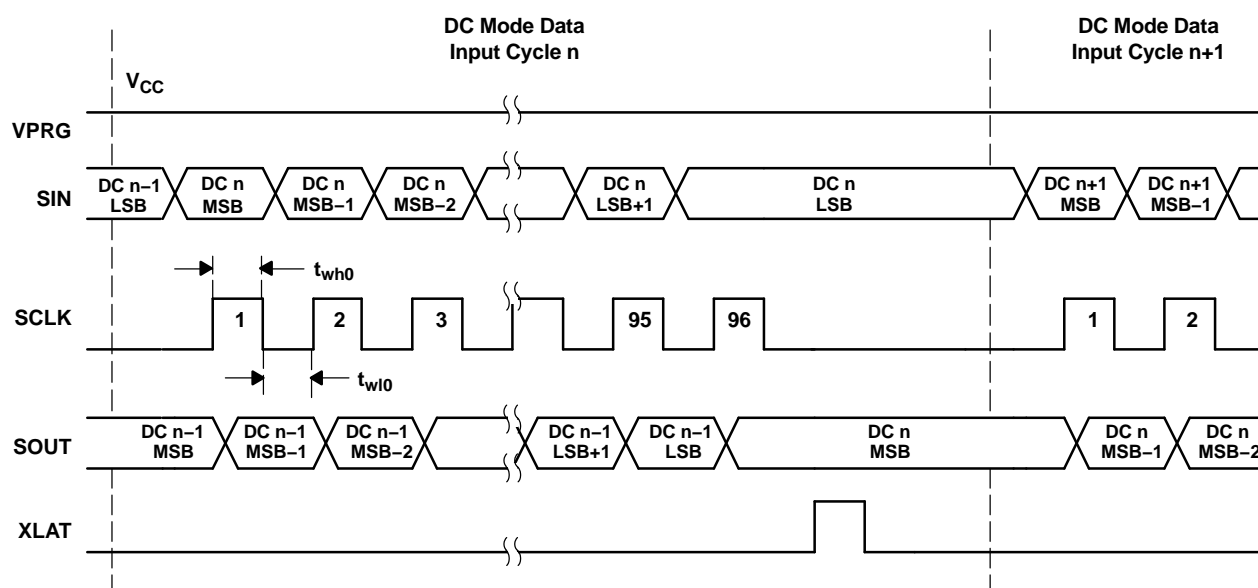 DC Mode Data
Input Cycle n
DC Mode Data
Input Cycle n+1
VCC
VPRG
SIN
DC n−1
LSB
DC n
MSB
DC n
MSB−1
DC n
MSB−2
DC n
LSB+1
DC n
LSB
DC n+1
MSB
DC n+1
MSB−1
twh0
SCLK
1
2
3
95
96
1
2
twl0
SOUT
DC n−1
MSB
DC n−1
MSB−1
DC n−1
MSB−2
DC n−1
LSB+1
DC n−1
LSB
DC n
MSB
DC n
MSB−1
DC n
MSB−2
XLAT